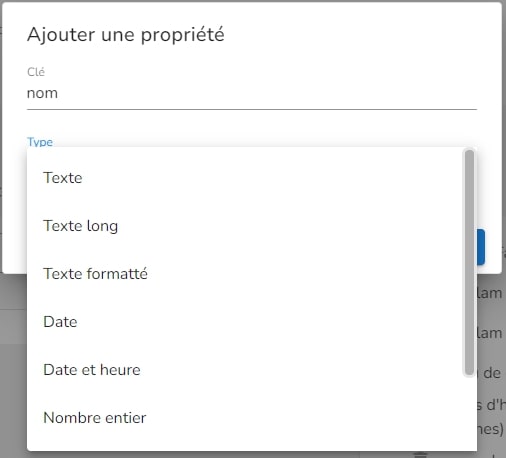 Ajouter une propriété
Clé
nom
Type
Texte
Texte long
Texte formatté
Date
Date et heure
Nombre entier
lam
lam
de
s d'h
nes)